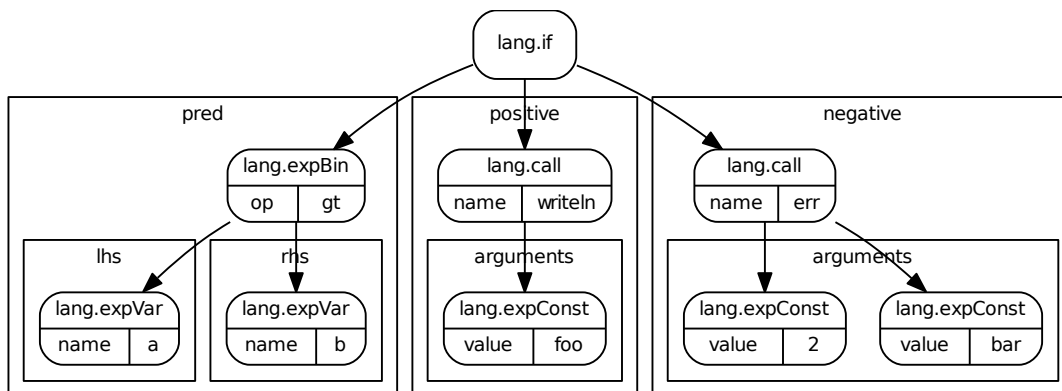 lang.if
pred
positive
negative
lang.expBin
op gt
lang.call
name writeln
lang.call
name err
lhs
rhs
arguments
arguments
lang.expVar
name a
lang.expVar
name b
lang.expConst
value foo
lang.expConst
value 2
lang.expConst
value bar